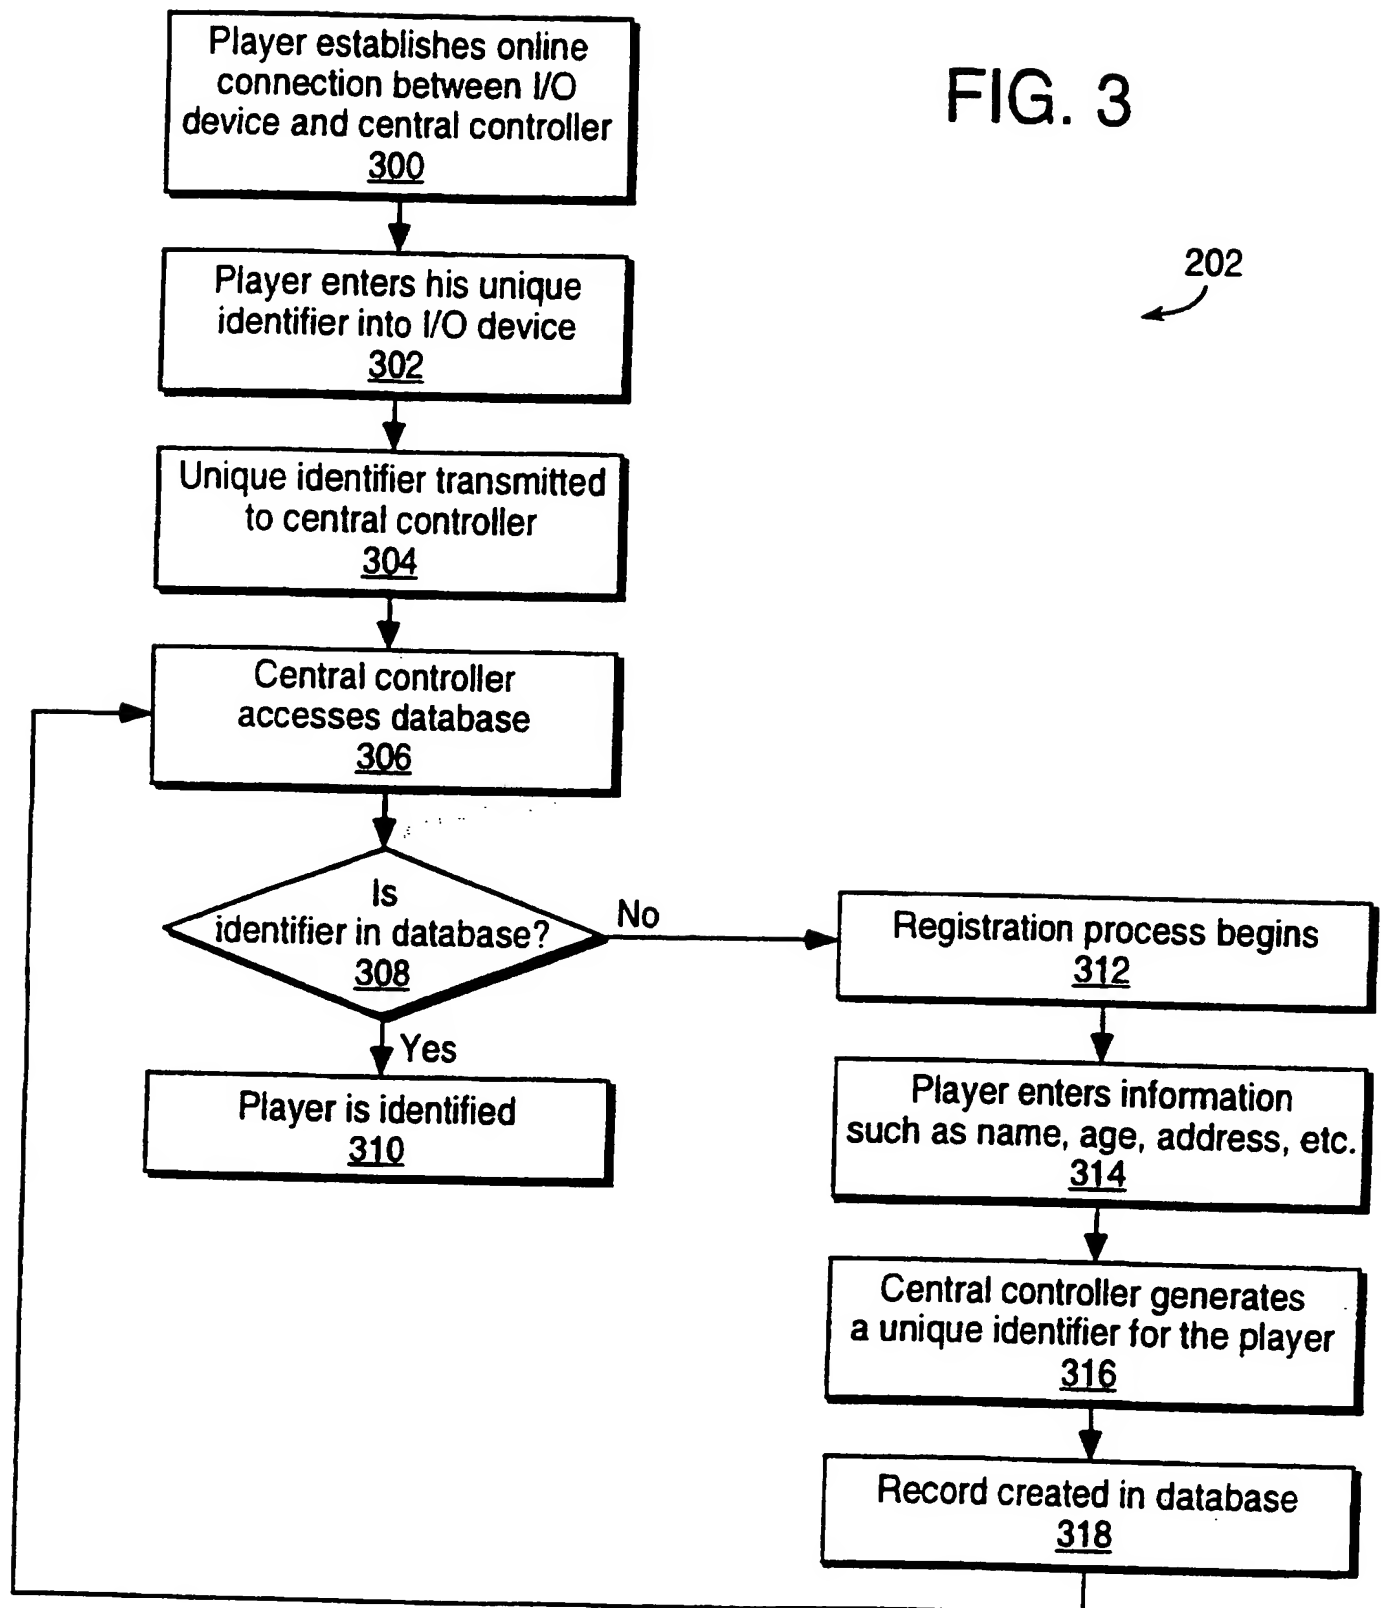 Player establishes online
connection between I/O
device and central controller
300
FIG. 3
202
Player enters his unique
identifier into I/O device
302
Unique identifier transmitted
to central controller
304
Central controller
accesses database
306
Is
identifier in database?
308
No
Yes
Player is identified
310
Registration process begins
312
Player enters information
such as name, age, address, etc.
314
Central controller generates
a unique identifier for the player
316
Record created in database
318